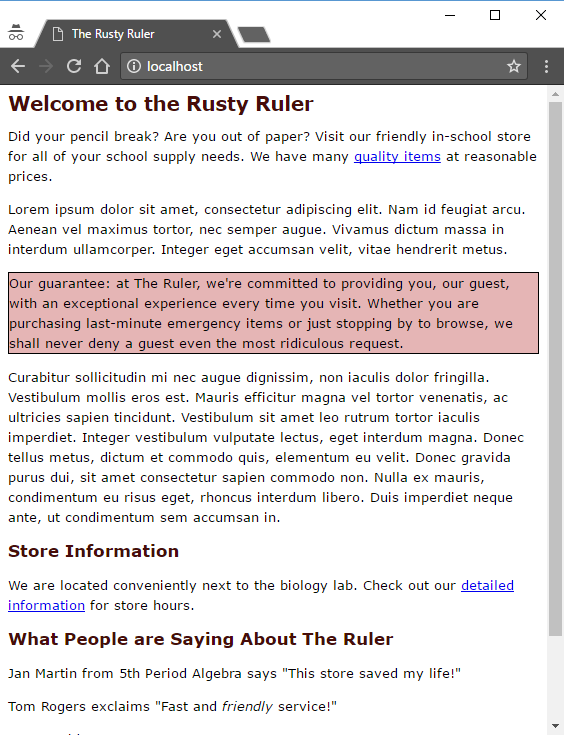 The Rusty Ruler
localhost
Welcome to the Rusty Ruler
Did your pencil break? Are you out of paper? Visit our friendly in-school store
for all of your school supply needs. We have many quality items at reasonable
prices.
Lorem ipsum dolor sit amet, consectetur adipiscing elit. Nam id feugiat arcu.
Aenean vel maximus tortor, nec semper augue. Vivamus dictum massa in
interdum ullamcorper. Integer eget accumsan velit, vitae hendrerit metus.
Our guarantee: at The Ruler, we're committed to providing you, our guest,
with an exceptional experience every time you visit. Whether you are
purchasing last-minute emergency items or just stopping by to browse, we
shall never deny a guest even the most ridiculous request.
Curabitur sollicitudin mi nec augue dignissim, non iaculis dolor fringilla.
Vestibulum mollis eros est. Mauris efficitur magna vel tortor venenatis, ac
ultricies sapien tincidunt. Vestibulum sit amet leo rutrum tortor iaculis
imperdiet. Integer vestibulum vulputate lectus, eget interdum magna. Donec
tellus metus, dictum et commodo quis, elementum eu velit. Donec gravida
purus dui, sit amet consectetur sapien commodo non. Nulla ex mauris,
condimentum eu risus eget, rhoncus interdum libero. Duis imperdiet neque
ante, ut condimentum sem accumsan in.
Store Information
We are located conveniently next to the biology lab. Check out our detailed
information for store hours.
What People are Saying About The Ruler
Jan Martin from 5th Period Algebra says "This store saved my life!"
Tom Rogers exclaims "Fast and friendly service!"